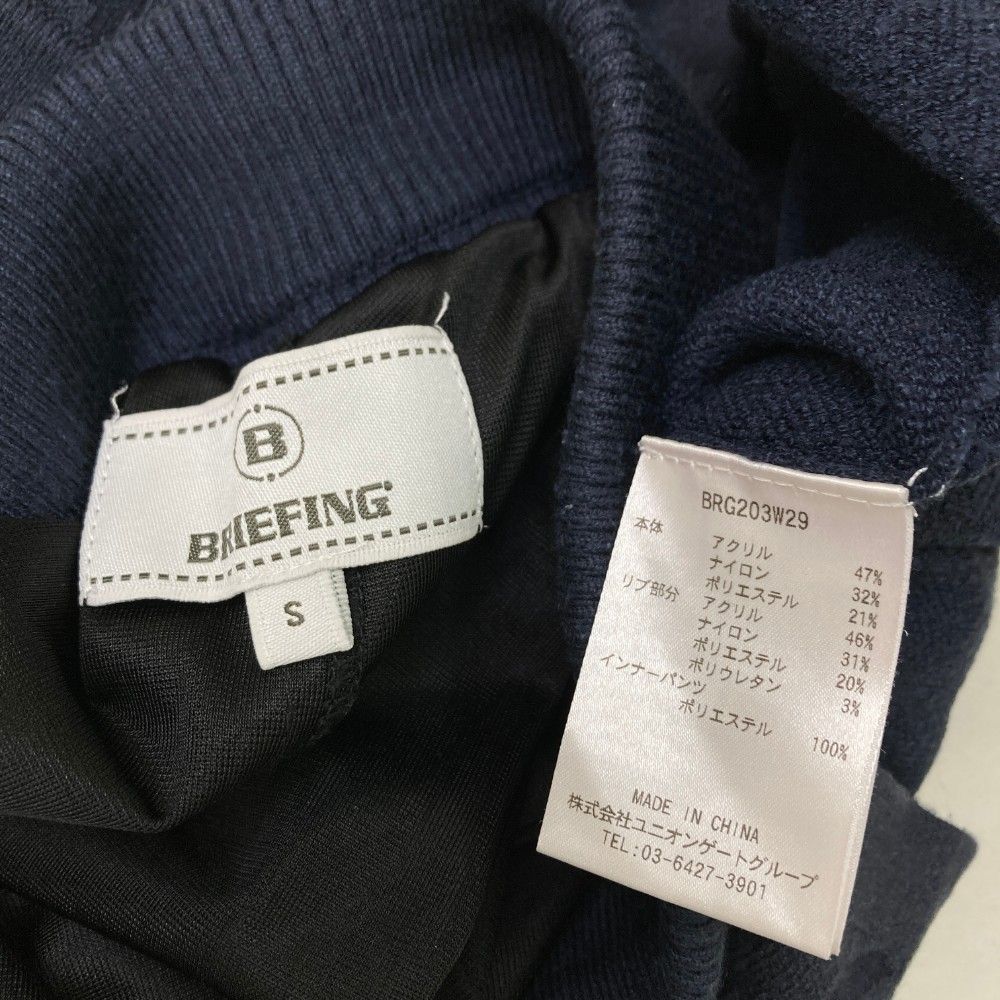 B
BRIEFING
S
BRG203W29
本体
アクリル 47%
ナイロン 32%
ポリエステル 21%
リブ部分
アクリル 46%
ナイロン 31%
ポリエステル 20%
ポリウレタン 3%
インナーパンツ
ポリエステル 100%
MADE IN CHINA
株式会社ユニオンゲートグループ
TEL:03-6427-3901